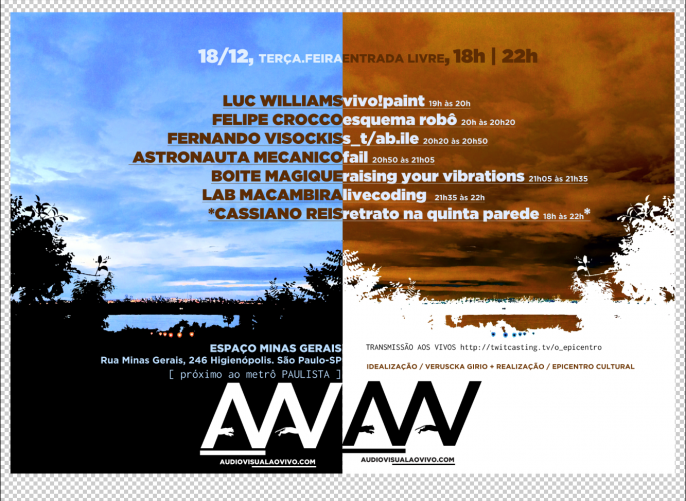 18/12, TERÇA.FEIRA ENTRADA LIVRE, 18h | 22h
LUC WILLIAMS vivo!paint 19h às 20h
FELIPE CROCCO esquema robô 20h às 20h20
FERNANDO VISOCKIS s_t/ab.ile 20h20 às 20h50
ASTRONAUTA MECANICO fail 20h50 às 21h05
BOITE MAGIQUE raising your vibrations 21h05 às 21h35
LAB MACAMBIRA livecoding 21h35 às 22h
*CASSIANO REIS retrato na quinta parede 18h às 22h*
ESPAÇO MINAS GERAIS
Rua Minas Gerais, 246 Higienópolis. São Paulo-SP
[ próximo ao metrô PAULISTA ]
TRANSMISSÃO AOS VIVOS http://twitcasting.tv/o_epicentro
IDEALIZAÇÃO / VERUSCKA GIRIO + REALIZAÇÃO / EPICENTRO CULTURAL
AAV AAV
AUDIOVISUALAOVIVO.COM AUDIOVISUALAOVIVO.COM